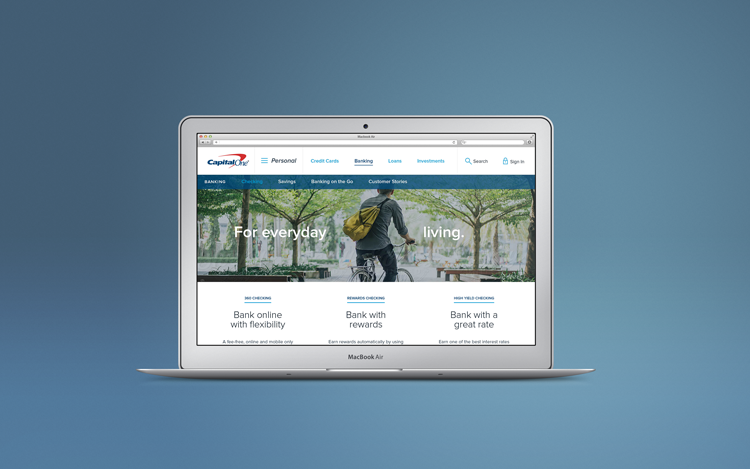 MacBook Air
Capital One Personal Credit Cards Banking Loans Investments Search Sign In
BANKING Checking Savings Banking on the Go Customer Stories
For everyday living.
360 CHECKING REWARDS CHECKING HIGH YIELD CHECKING
Bank online Bank with Bank with a
with flexibility rewards great rate
A fee-free, online and mobile only Earn rewards automatically by using Earn one of the best interest rates
MacBook Air